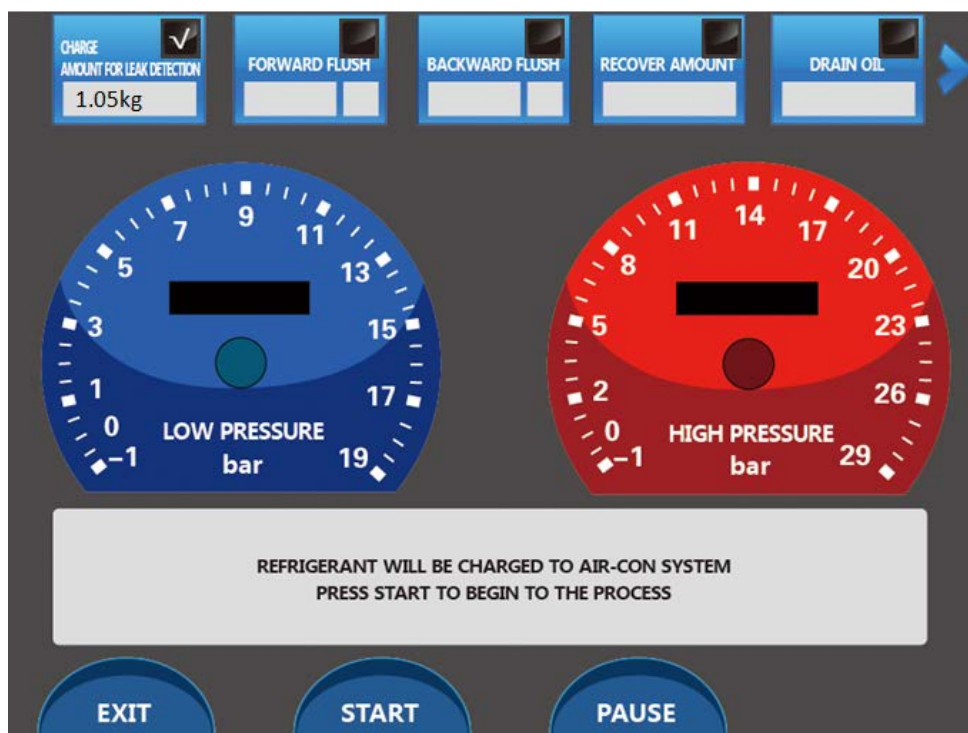 CHARGE
AMOUNT FOR LEAK DETECTION
√
1.05kg
FORWARD FLUSH
BACKWARD FLUSH
RECOVER AMOUNT
DRAIN OIL
-1
0
1
3
5
7
9
11
13
15
17
19
LOW PRESSURE
bar
-1
0
2
5
8
11
14
17
20
23
26
29
HIGH PRESSURE
bar
REFRIGERANT WILL BE CHARGED TO AIR-CON SYSTEM
PRESS START TO BEGIN TO THE PROCESS
EXIT
START
PAUSE